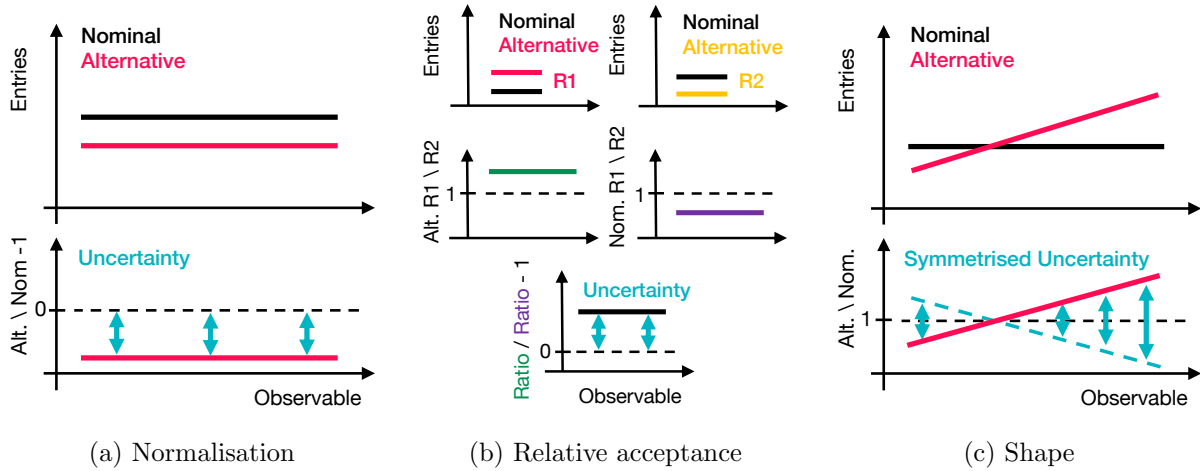 Entries
Nominal
Alternative
Alt. \ Nom -1
Uncertainty
0
Observable
(a) Normalisation
Entries
Nominal
Alternative
R1
Entries
Nominal
Alternative
R2
Alt. R1 \ R2
1
Nom. R1 \ R2
1
Ratio / Ratio - 1
Uncertainty
0
Observable
(b) Relative acceptance
Entries
Nominal
Alternative
Alt. \ Nom.
Symmetrised Uncertainty
1
Observable
(c) Shape